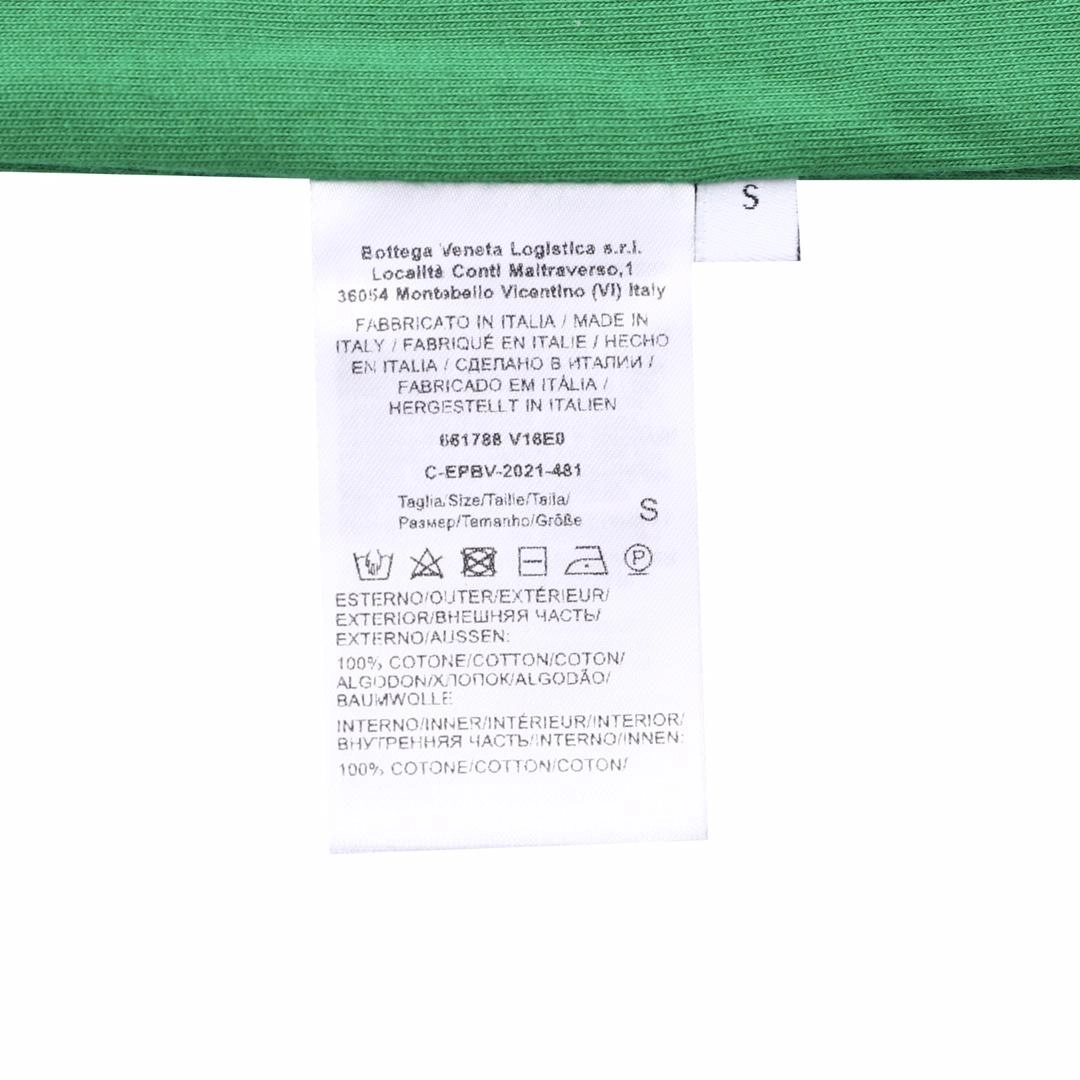 S
Bottega Veneta Logistica s.r.l.
Località Conti Maltraverso,1
36054 Montebello Vicentino (VI) Italy
FABBRICATO IN ITALIA / MADE IN
ITALY / FABRIQUÉ EN ITALIE / HECHO
EN ITALIA / СДЕЛАНО В ИТАЛИИ /
FABRICADO EM ITÁLIA /
HERGESTELLT IN ITALIEN
661788 V16E0
C-EPBV-2021-481
Taglia/Size/Taille/Talla/
Размер/Tamanho/Größe
S
P
ESTERNO/OUTER/EXTÉRIEUR/
EXTERIOR/ВНЕШНЯЯ ЧАСТЬ/
EXTERNO/AUSSEN:
100% COTONE/COTTON/COTON/
ALGODON/ХЛОПОК/ALGODÃO/
BAUMWOLLE
INTERNO/INNER/INTÉRIEUR/INTERIOR/
ВНУТРЕННЯЯ ЧАСТЬ/INTERNO/INNEN:
100% COTONE/COTTON/COTON/